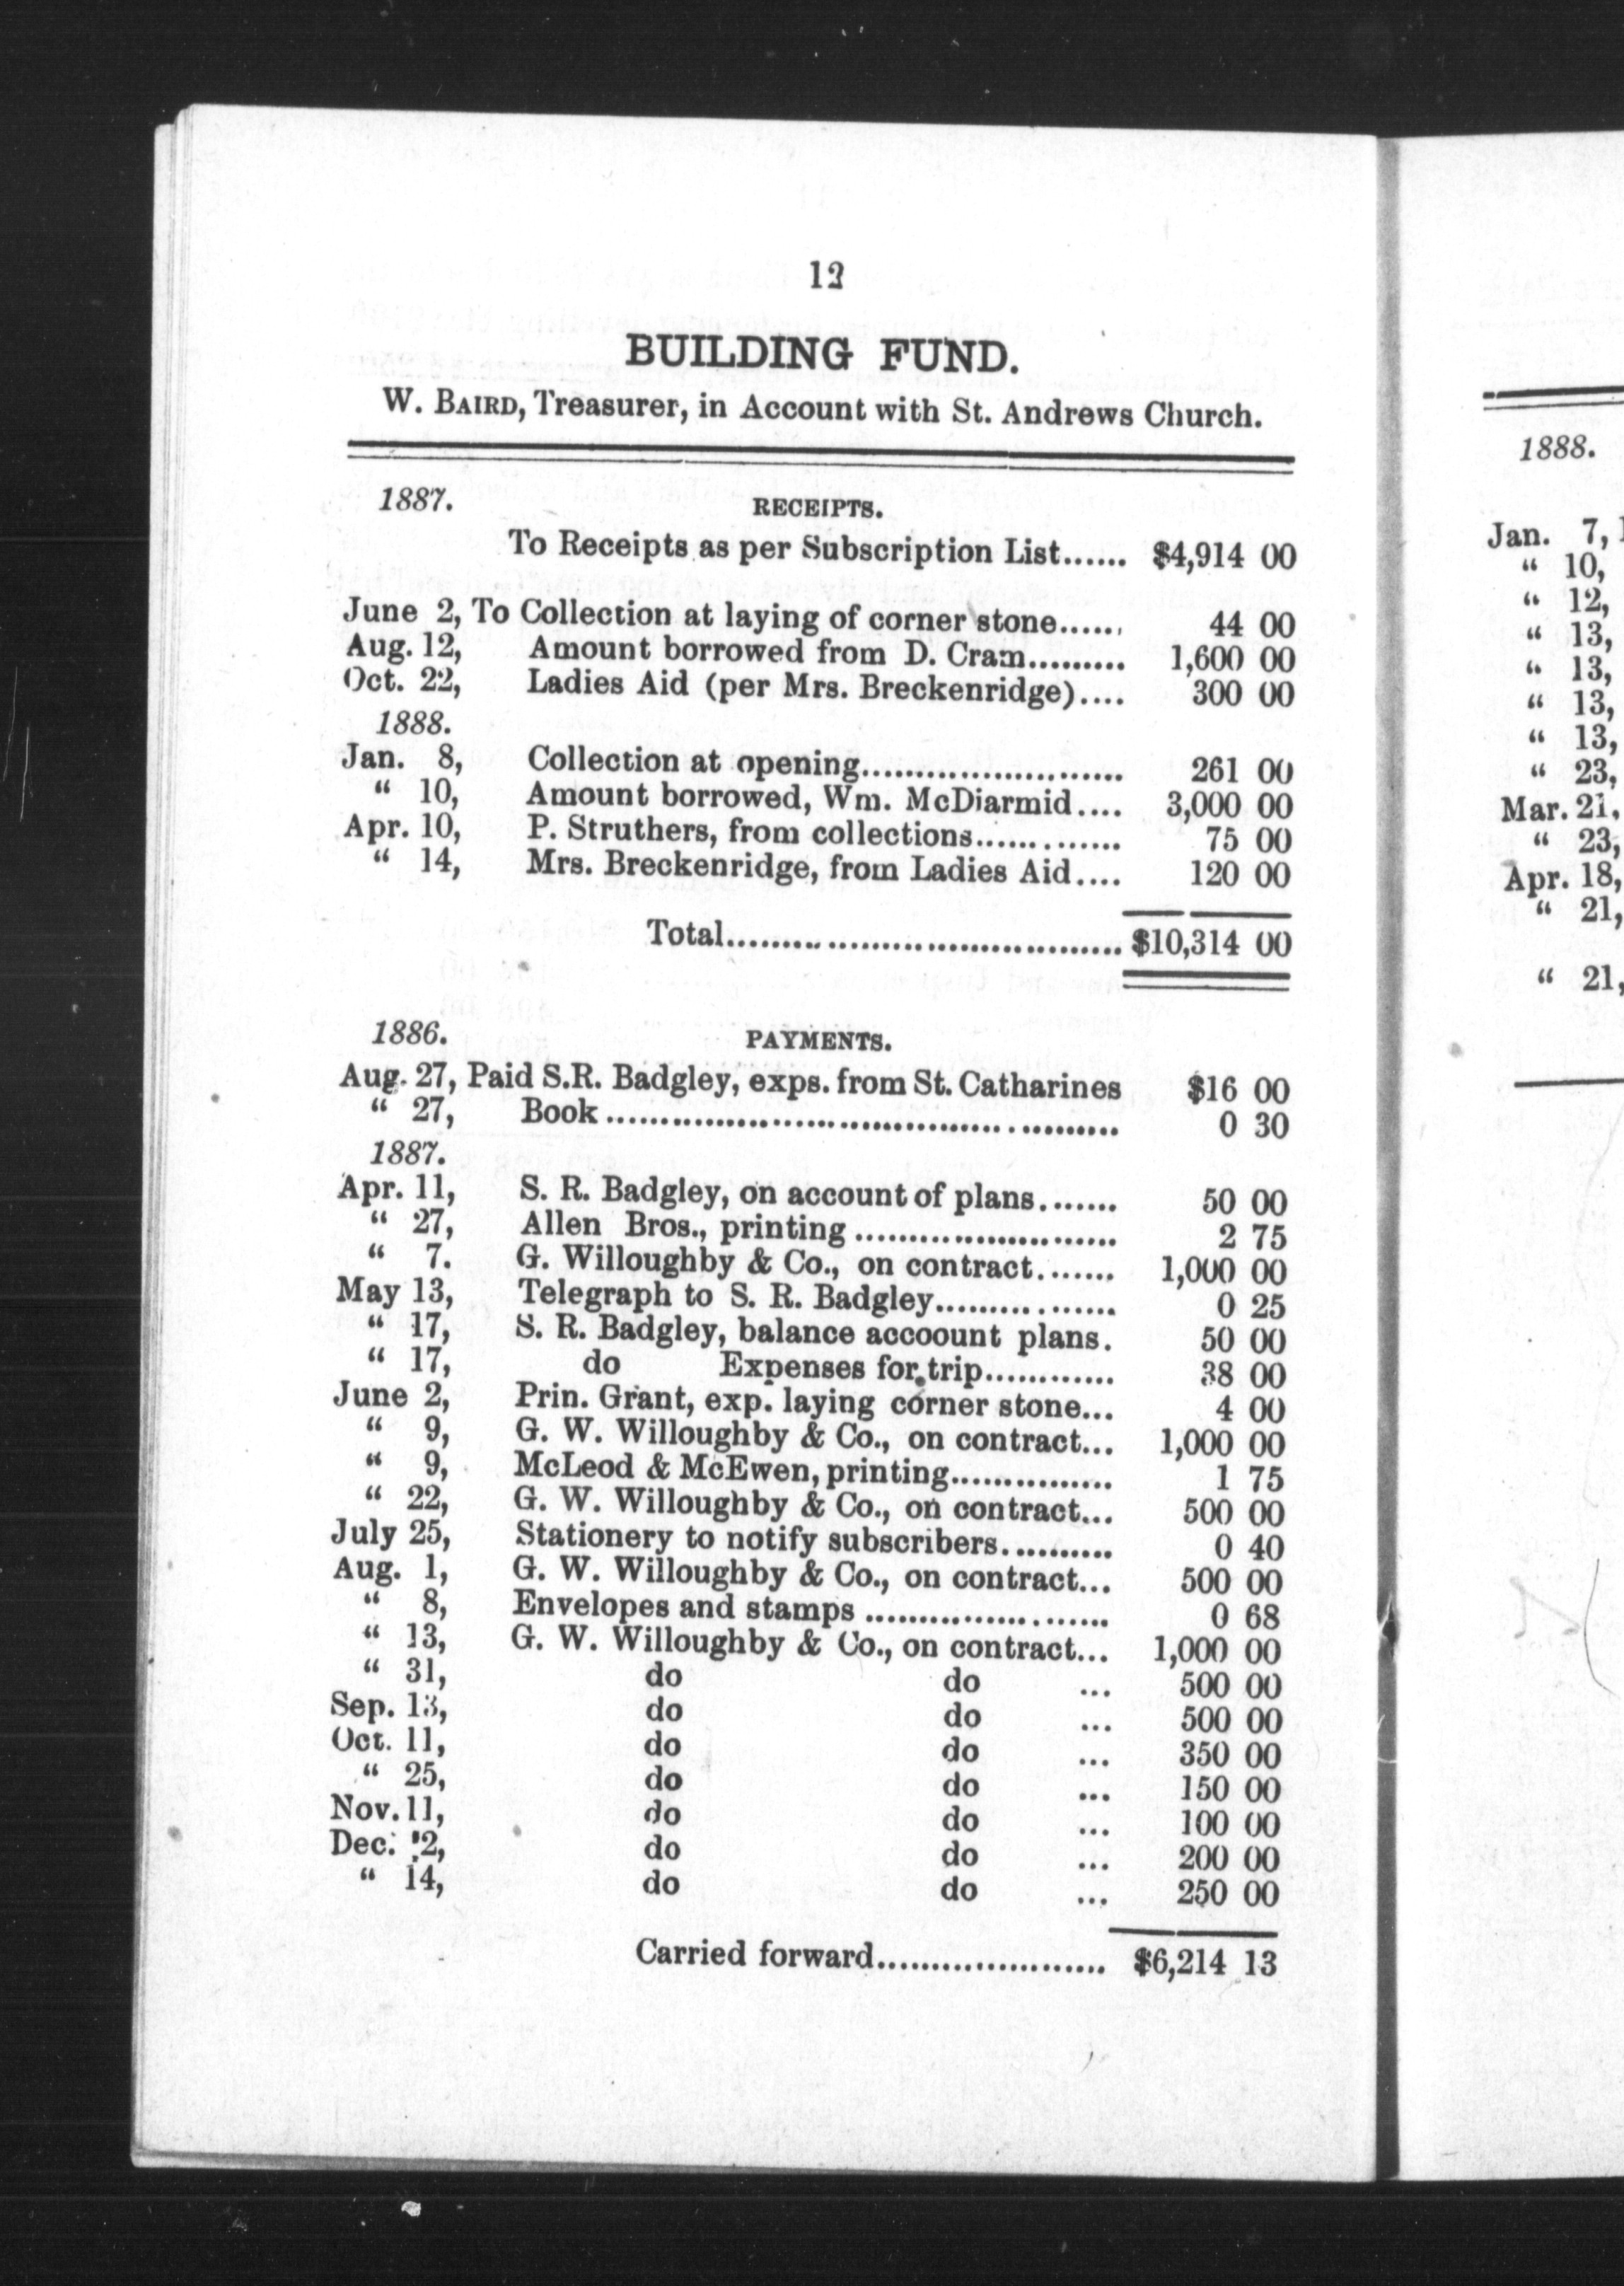 12
BUILDING FUND.
W. BAIRD, Treasurer, in Account with St. Andrews Church.
1887. RECEIPTS.
To Receipts as per Subscription List...... $4,914 00
June 2, To Collection at laying of corner stone...... 44 00
Aug. 12, Amount borrowed from D. Cram......... 1,600 00
Oct. 22, Ladies Aid (per Mrs. Breckenridge).... 300 00
1888.
Jan. 8, Collection at opening........................ 261 00
“ 10, Amount borrowed, Wm. McDiarmid.... 3,000 00
Apr. 10, P. Struthers, from collections............. 75 00
“ 14, Mrs. Breckenridge, from Ladies Aid.... 120 00
Total..................................... $10,314 00
1886. PAYMENTS.
Aug. 27, Paid S.R. Badgley, exps. from St. Catharines $16 00
“ 27, Book ............................................... 0 30
1887.
Apr. 11, S. R. Badgley, on account of plans....... 50 00
“ 27, Allen Bros., printing ........................ 2 75
“ 7. G. Willoughby & Co., on contract....... 1,000 00
May 13, Telegraph to S. R. Badgley................ 0 25
“ 17, S. R. Badgley, balance accoount plans. 50 00
“ 17, do Expenses for trip............ 38 00
June 2, Prin. Grant, exp. laying corner stone... 4 00
“ 9, G. W. Willoughby & Co., on contract... 1,000 00
“ 9, McLeod & McEwen, printing............... 1 75
“ 22, G. W. Willoughby & Co., on contract... 500 00
July 25, Stationery to notify subscribers.......... 0 40
Aug. 1, G. W. Willoughby & Co., on contract... 500 00
“ 8, Envelopes and stamps ...................... 0 68
“ 13, G. W. Willoughby & Co., on contract... 1,000 00
“ 31, do do ... 500 00
Sep. 13, do do ... 500 00
Oct. 11, do do ... 350 00
“ 25, do do ... 150 00
Nov. 11, do do ... 100 00
Dec. 2, do do ... 200 00
“ 14, do do ... 250 00
Carried forward...................... $6,214 13
1888.
Jan. 7,
“ 10,
“ 12,
“ 13,
“ 13,
“ 13,
“ 13,
“ 23,
Mar. 21,
“ 23,
Apr. 18,
“ 21,
“ 21,